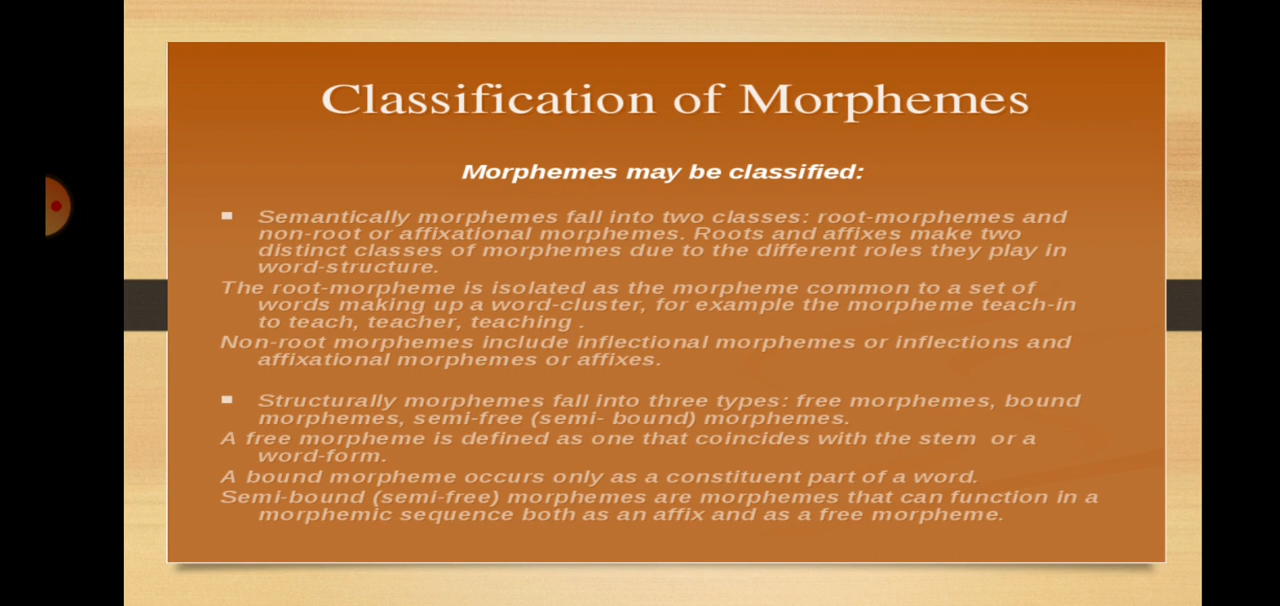 Classification of Morphemes
Morphemes may be classified:
Semantically morphemes fall into two classes: root-morphemes and
non-root or affixational morphemes. Roots and affixes make two
distinct classes of morphemes due to the different roles they play in
word-structure.
The root-morpheme is isolated as the morpheme common to a set of
words making up a word-cluster, for example the morpheme teach-in
to teach, teacher, teaching .
Non-root morphemes include inflectional morphemes or inflections and
affixational morphemes or affixes.
Structurally morphemes fall into three types: free morphemes, bound
morphemes, semi-free (semi- bound) morphemes.
A free morpheme is defined as one that coincides with the stem or a
word-form.
A bound morpheme occurs only as a constituent part of a word.
Semi-bound (semi-free) morphemes are morphemes that can function in a
morphemic sequence both as an affix and as a free morpheme.